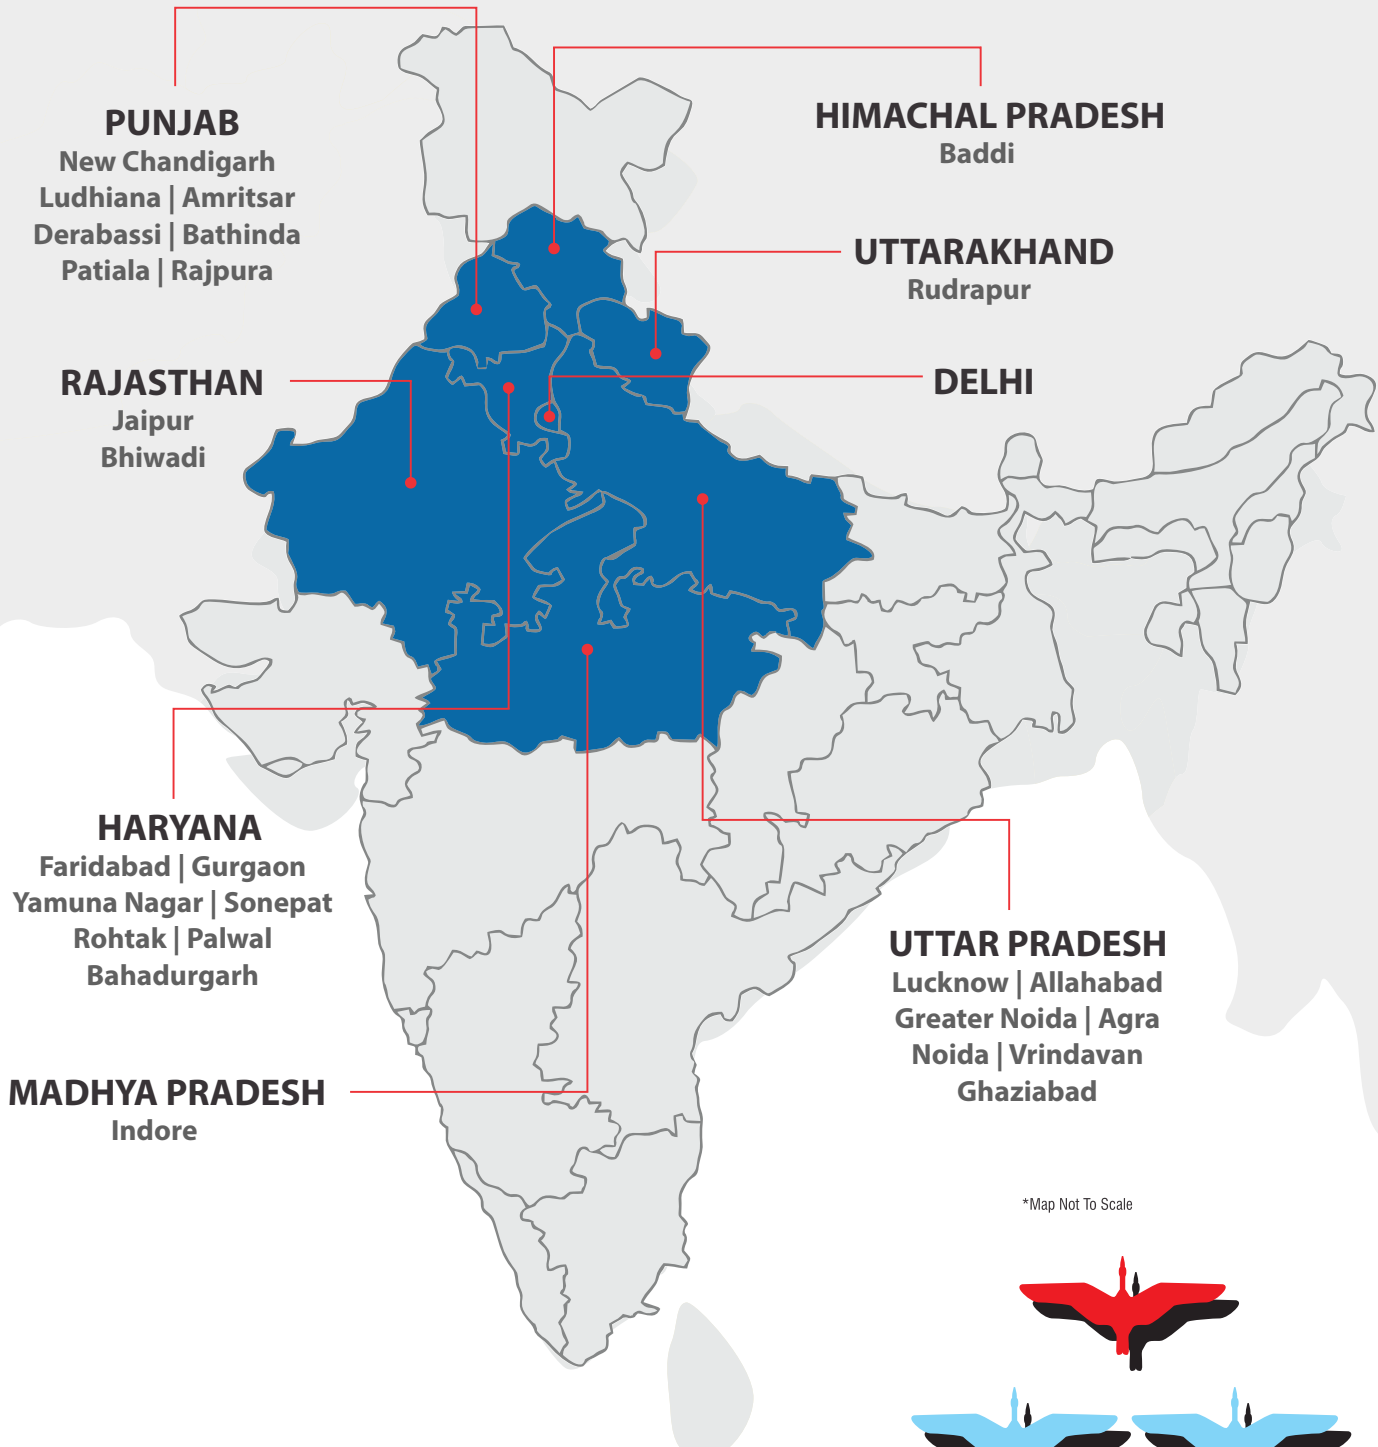 PUNJAB
New Chandigarh
Ludhiana | Amritsar
Derabassi | Bathinda
Patiala | Rajpura
HIMACHAL PRADESH
Baddi
UTTARAKHAND
Rudrapur
RAJASTHAN
Jaipur
Bhiwadi
DELHI
HARYANA
Faridabad | Gurgaon
Yamuna Nagar | Sonepat
Rohtak | Palwal
Bahadurgarh
UTTAR PRADESH
Lucknow | Allahabad
Greater Noida | Agra
Noida | Vrindavan
Ghaziabad
MADHYA PRADESH
Indore
*Map Not To Scale